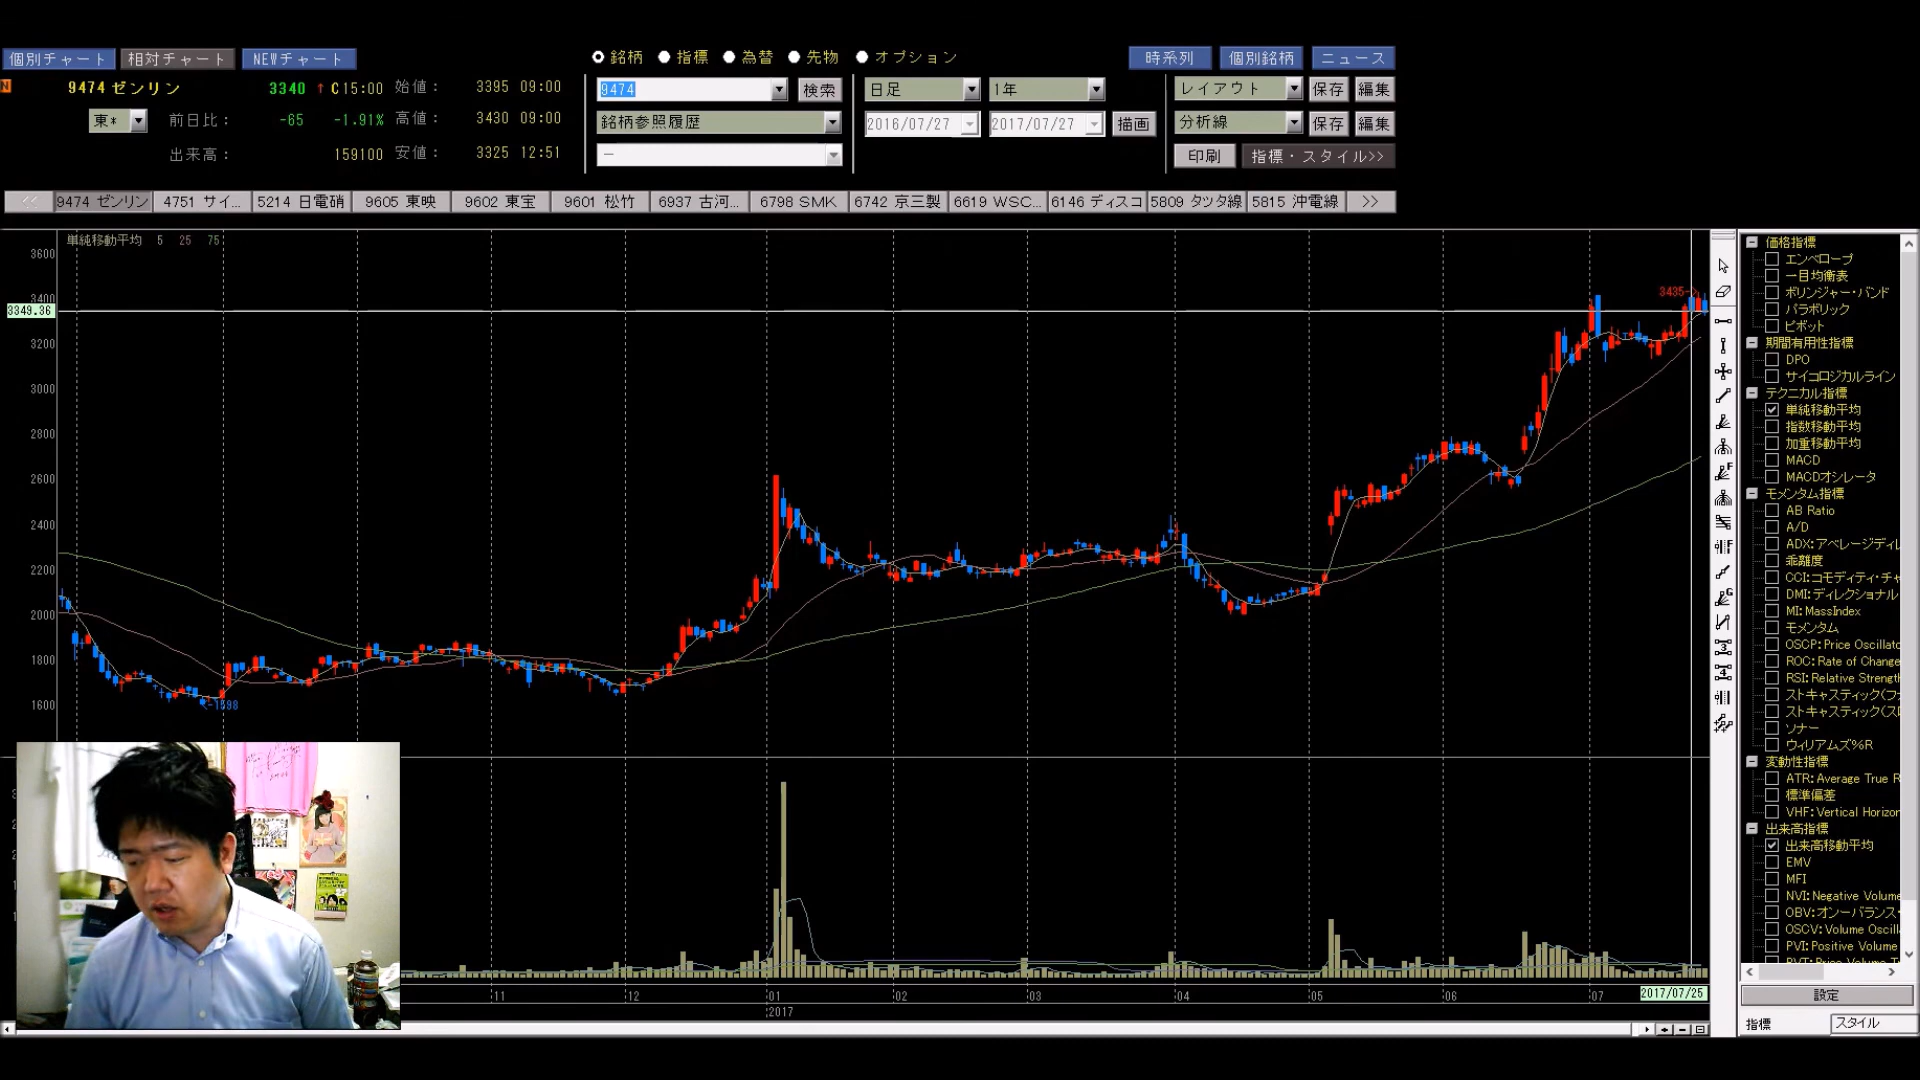 個別チャート 相対チャート NEWチャート
銘柄 指標 為替 先物 オプション
時系列 個別銘柄 ニュース
N 9474 ゼンリン 3340 ↑ C15:00 始値： 3395 09:00
東* 前日比： -65 -1.91% 高値： 3430 09:00
出来高： 159100 安値： 3325 12:51
9474 検索 日足 1年 レイアウト 保存 編集
銘柄参照履歴 2016/07/27 2017/07/27 描画 分析線 保存 編集
－ 印刷 指標・スタイル>>
<< 9474 ゼンリン 4751 サイ... 5214 日電硝 9605 東映 9602 東宝 9601 松竹 6937 古河... 6798 SMK 6742 京三製 6619 WSC... 6146 ディスコ 5809 タツタ線 5815 沖電線 >>
単純移動平均 5 25 75
3600
3400
3349.36
3200
3000
2800
2600
2400
2200
2000
1800
1600
3435→
←1598
11 12 01 02 03 04 05 06 07 2017/07/25
2017
価格指標
エンベロープ
一目均衡表
ボリンジャー・バンド
パラボリック
ピボット
期間有用性指標
DPO
サイコロジカルライン
テクニカル指標
単純移動平均
指数移動平均
加重移動平均
MACD
MACDオシレータ
モメンタム指標
AB Ratio
A/D
ADX:アベレージディレ
乖離度
CCI:コモディティ・チャ
DMI:ディレクショナル
MI:MassIndex
モメンタム
OSCP:Price Oscillato
ROC:Rate of Change
RSI:Relative Strengt
ストキャスティック(ファ
ストキャスティック(スロ
ソナー
ウィリアムズ%R
変動性指標
ATR:Average True R
標準偏差
VHF:Vertical Horizon
出来高指標
出来高移動平均
EMV
MFI
NVI:Negative Volume
OBV:オン・バランス・
OSCV:Volume Oscill
PVI:Positive Volume
設定
指標 スタイル